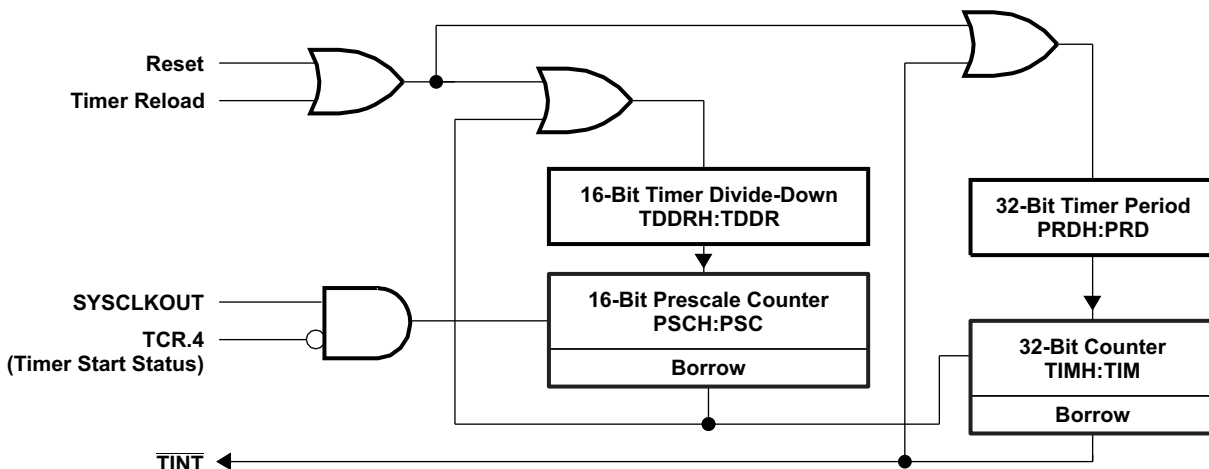 Reset
Timer Reload
16-Bit Timer Divide-Down
TDDRH:TDDR
32-Bit Timer Period
PRDH:PRD
SYSCLKOUT
TCR.4
(Timer Start Status)
16-Bit Prescale Counter
PSCH:PSC
Borrow
32-Bit Counter
TIMH:TIM
Borrow
TINT